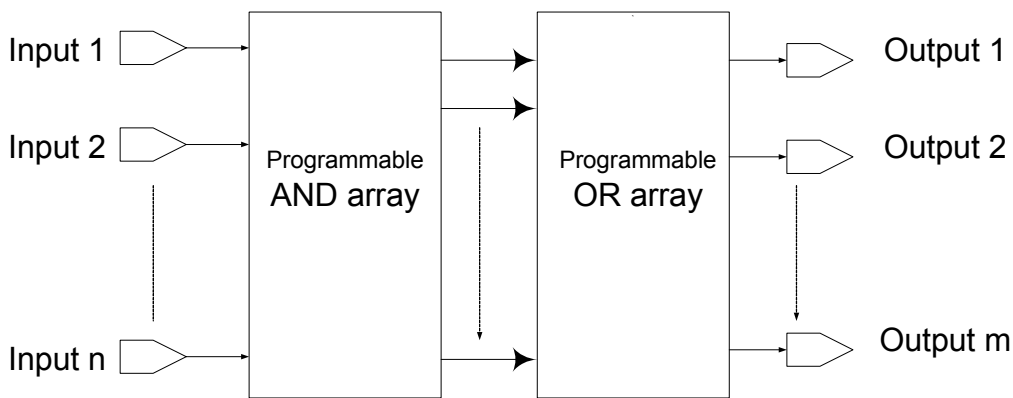 Input 1
Input 2
Input n
Programmable
AND array
Programmable
OR array
Output 1
Output 2
Output m